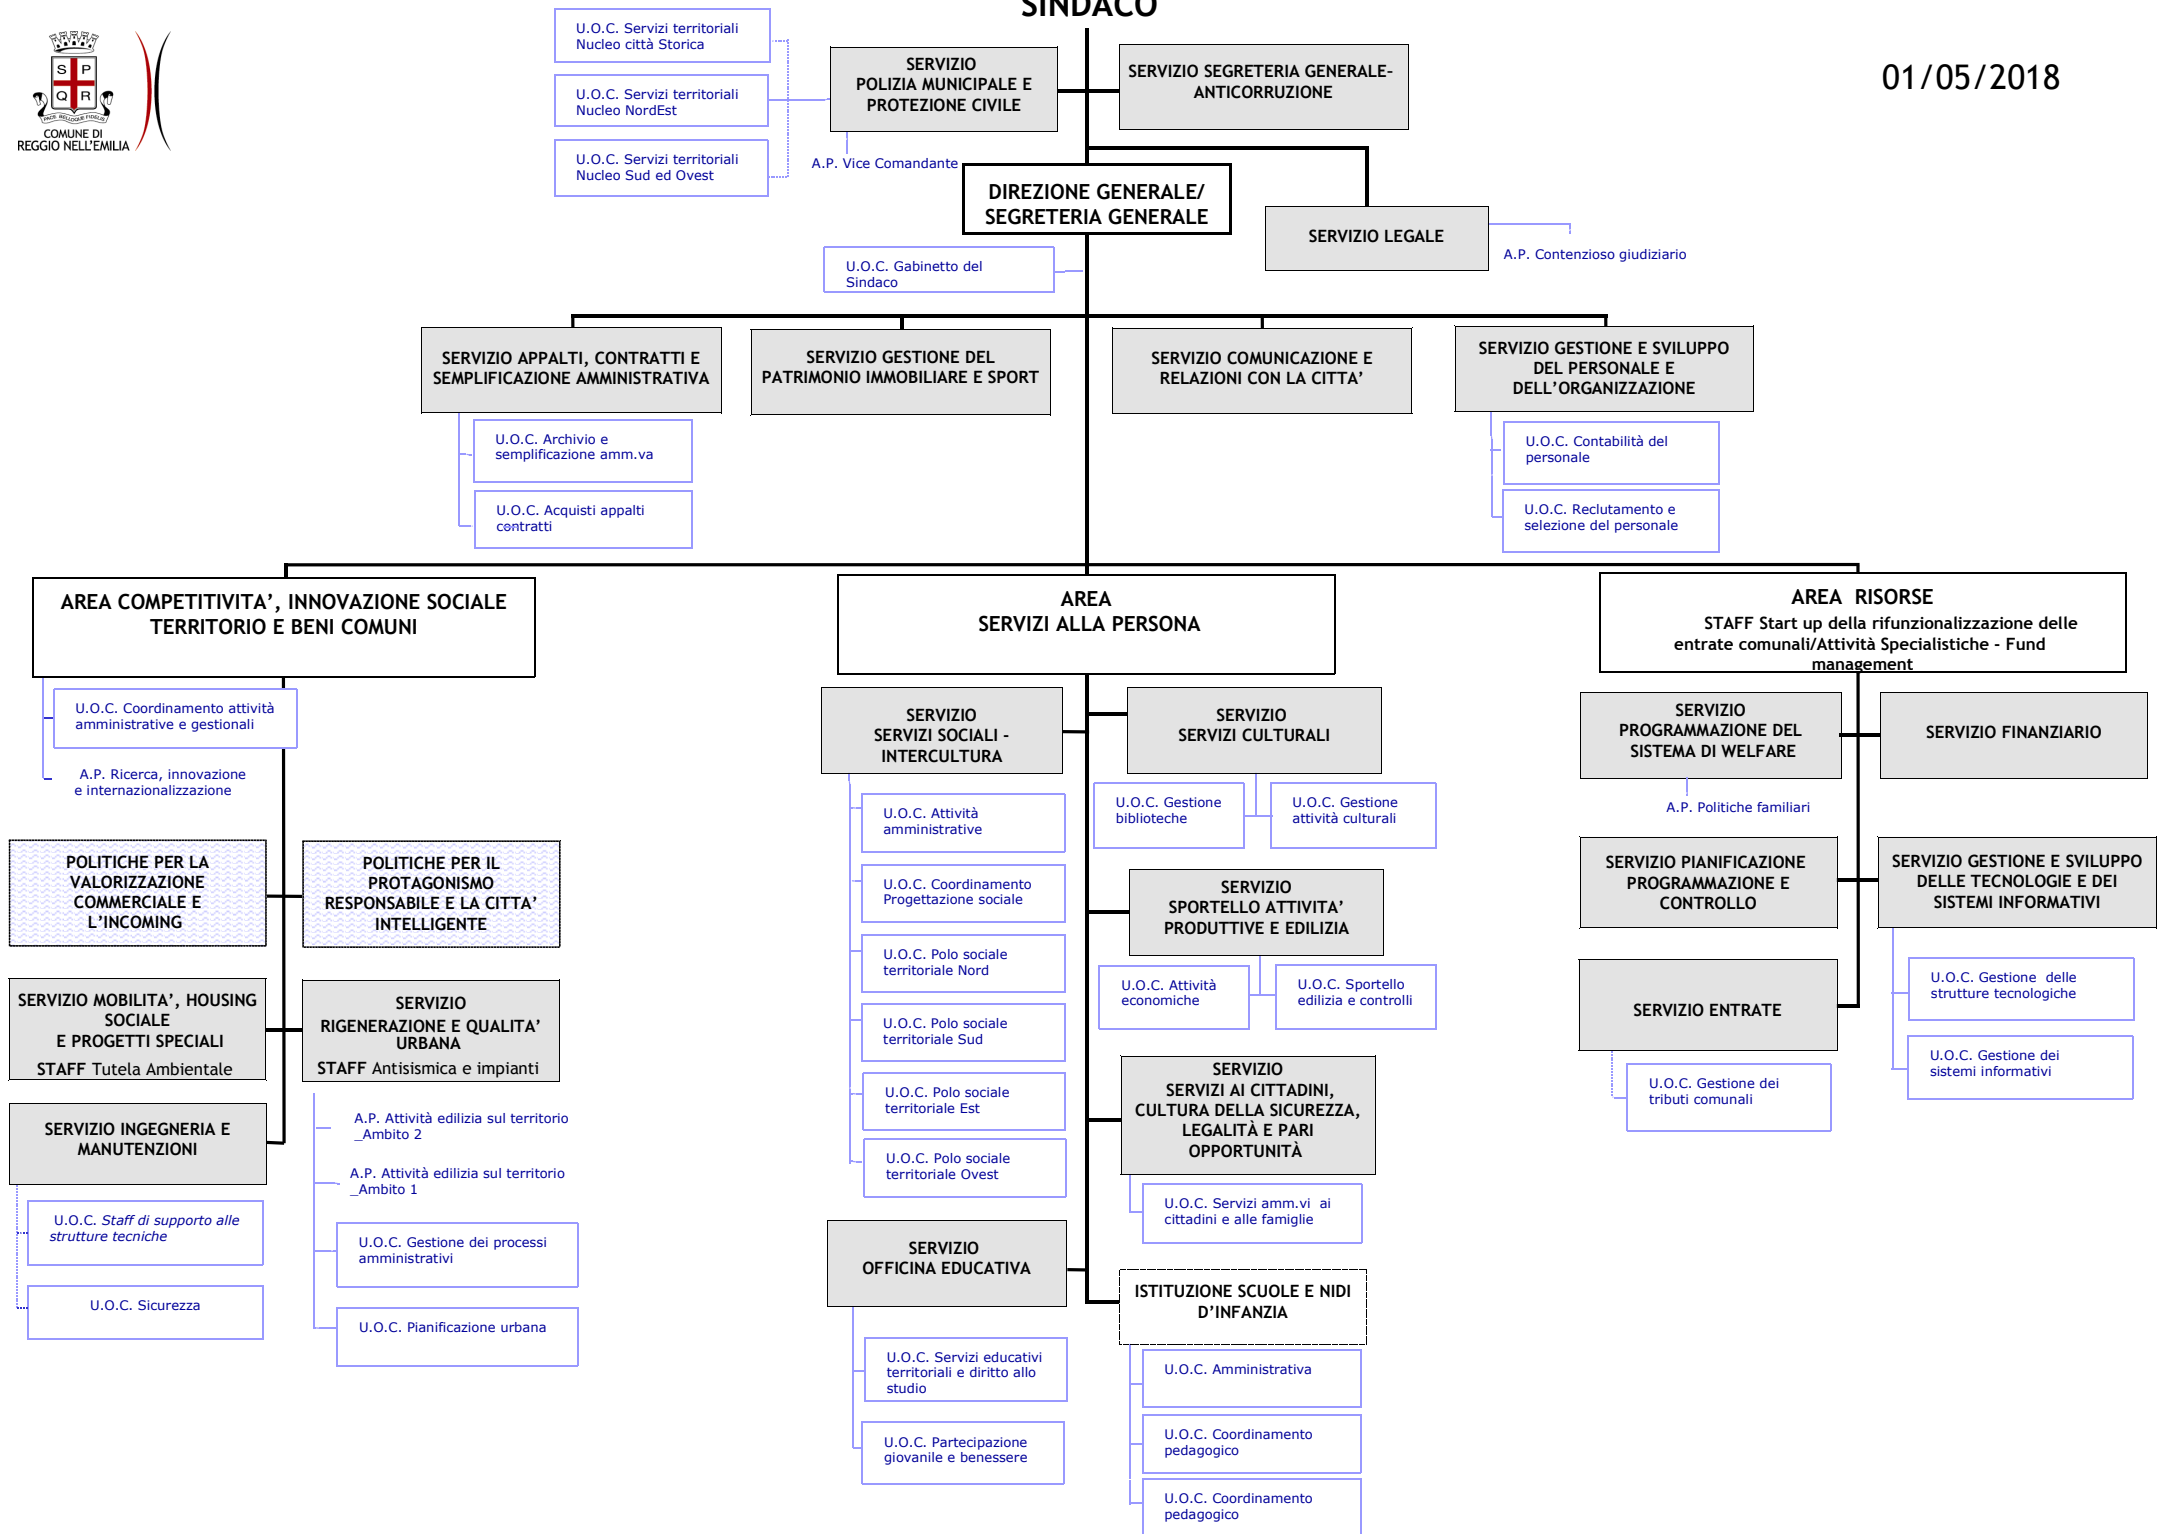 SINDACO
01/05/2018
S P
Q R
PACE BELLOQUE FIDELIS
COMUNE DI
REGGIO NELL'EMILIA
U.O.C. Servizi territoriali
Nucleo città Storica
U.O.C. Servizi territoriali
Nucleo NordEst
U.O.C. Servizi territoriali
Nucleo Sud ed Ovest
SERVIZIO
POLIZIA MUNICIPALE E
PROTEZIONE CIVILE
A.P. Vice Comandante
SERVIZIO SEGRETERIA GENERALE-
ANTICORRUZIONE
DIREZIONE GENERALE/
SEGRETERIA GENERALE
SERVIZIO LEGALE
A.P. Contenzioso giudiziario
U.O.C. Gabinetto del
Sindaco
SERVIZIO APPALTI, CONTRATTI E
SEMPLIFICAZIONE AMMINISTRATIVA
U.O.C. Archivio e
semplificazione amm.va
U.O.C. Acquisti appalti
contratti
SERVIZIO GESTIONE DEL
PATRIMONIO IMMOBILIARE E SPORT
SERVIZIO COMUNICAZIONE E
RELAZIONI CON LA CITTA’
SERVIZIO GESTIONE E SVILUPPO
DEL PERSONALE E
DELL’ORGANIZZAZIONE
U.O.C. Contabilità del
personale
U.O.C. Reclutamento e
selezione del personale
AREA COMPETITIVITA’, INNOVAZIONE SOCIALE
TERRITORIO E BENI COMUNI
U.O.C. Coordinamento attività
amministrative e gestionali
A.P. Ricerca, innovazione
e internazionalizzazione
POLITICHE PER LA
VALORIZZAZIONE
COMMERCIALE E
L’INCOMING
POLITICHE PER IL
PROTAGONISMO
RESPONSABILE E LA CITTA’
INTELLIGENTE
SERVIZIO MOBILITA’, HOUSING
SOCIALE
E PROGETTI SPECIALI
STAFF Tutela Ambientale
SERVIZIO
RIGENERAZIONE E QUALITA’
URBANA
STAFF Antisismica e impianti
SERVIZIO INGEGNERIA E
MANUTENZIONI
U.O.C. Staff di supporto alle
strutture tecniche
U.O.C. Sicurezza
A.P. Attività edilizia sul territorio
_Ambito 2
A.P. Attività edilizia sul territorio
_Ambito 1
U.O.C. Gestione dei processi
amministrativi
U.O.C. Pianificazione urbana
AREA
SERVIZI ALLA PERSONA
SERVIZIO
SERVIZI SOCIALI -
INTERCULTURA
U.O.C. Attività
amministrative
U.O.C. Coordinamento
Progettazione sociale
U.O.C. Polo sociale
territoriale Nord
U.O.C. Polo sociale
territoriale Sud
U.O.C. Polo sociale
territoriale Est
U.O.C. Polo sociale
territoriale Ovest
SERVIZIO
OFFICINA EDUCATIVA
U.O.C. Servizi educativi
territoriali e diritto allo
studio
U.O.C. Partecipazione
giovanile e benessere
SERVIZIO
SERVIZI CULTURALI
U.O.C. Gestione
biblioteche
U.O.C. Gestione
attività culturali
SERVIZIO
SPORTELLO ATTIVITA’
PRODUTTIVE E EDILIZIA
U.O.C. Attività
economiche
U.O.C. Sportello
edilizia e controlli
SERVIZIO
SERVIZI AI CITTADINI,
CULTURA DELLA SICUREZZA,
LEGALITÀ E PARI
OPPORTUNITÀ
U.O.C. Servizi amm.vi ai
cittadini e alle famiglie
ISTITUZIONE SCUOLE E NIDI
D’INFANZIA
U.O.C. Amministrativa
U.O.C. Coordinamento
pedagogico
U.O.C. Coordinamento
pedagogico
AREA RISORSE
STAFF Start up della rifunzionalizzazione delle
entrate comunali/Attività Specialistiche - Fund
management
SERVIZIO
PROGRAMMAZIONE DEL
SISTEMA DI WELFARE
A.P. Politiche familiari
SERVIZIO FINANZIARIO
SERVIZIO PIANIFICAZIONE
PROGRAMMAZIONE E
CONTROLLO
SERVIZIO GESTIONE E SVILUPPO
DELLE TECNOLOGIE E DEI
SISTEMI INFORMATIVI
U.O.C. Gestione delle
strutture tecnologiche
U.O.C. Gestione dei
sistemi informativi
SERVIZIO ENTRATE
U.O.C. Gestione dei
tributi comunali